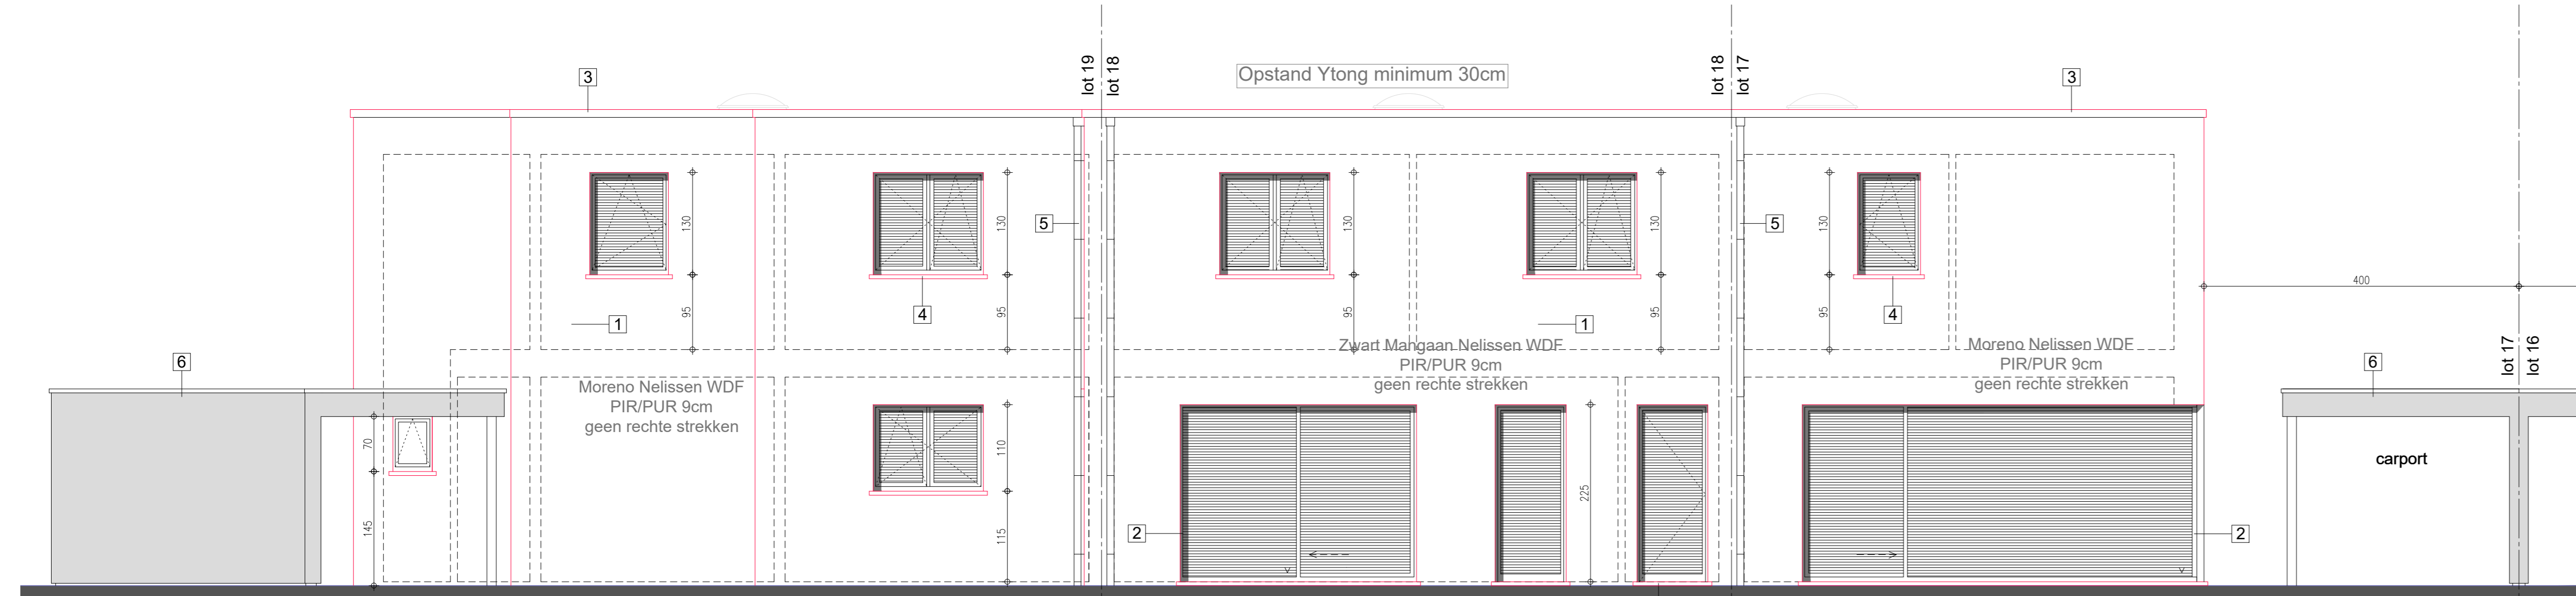 lot 19
lot 18
Opstand Ytong minimum 30cm
lot 18
lot 17
3
3
130
130
130
130
130
5
5
400
95
95
95
95
95
4
4
1
1
6
6
Zwart Mangaan Nelissen WDF
PIR/PUR 9cm
geen rechte strekken
Moreno Nelissen WDF
PIR/PUR 9cm
geen rechte strekken
lot 17
lot 16
Moreno Nelissen WDF
PIR/PUR 9cm
geen rechte strekken
70
110
carport
225
145
115
2
2